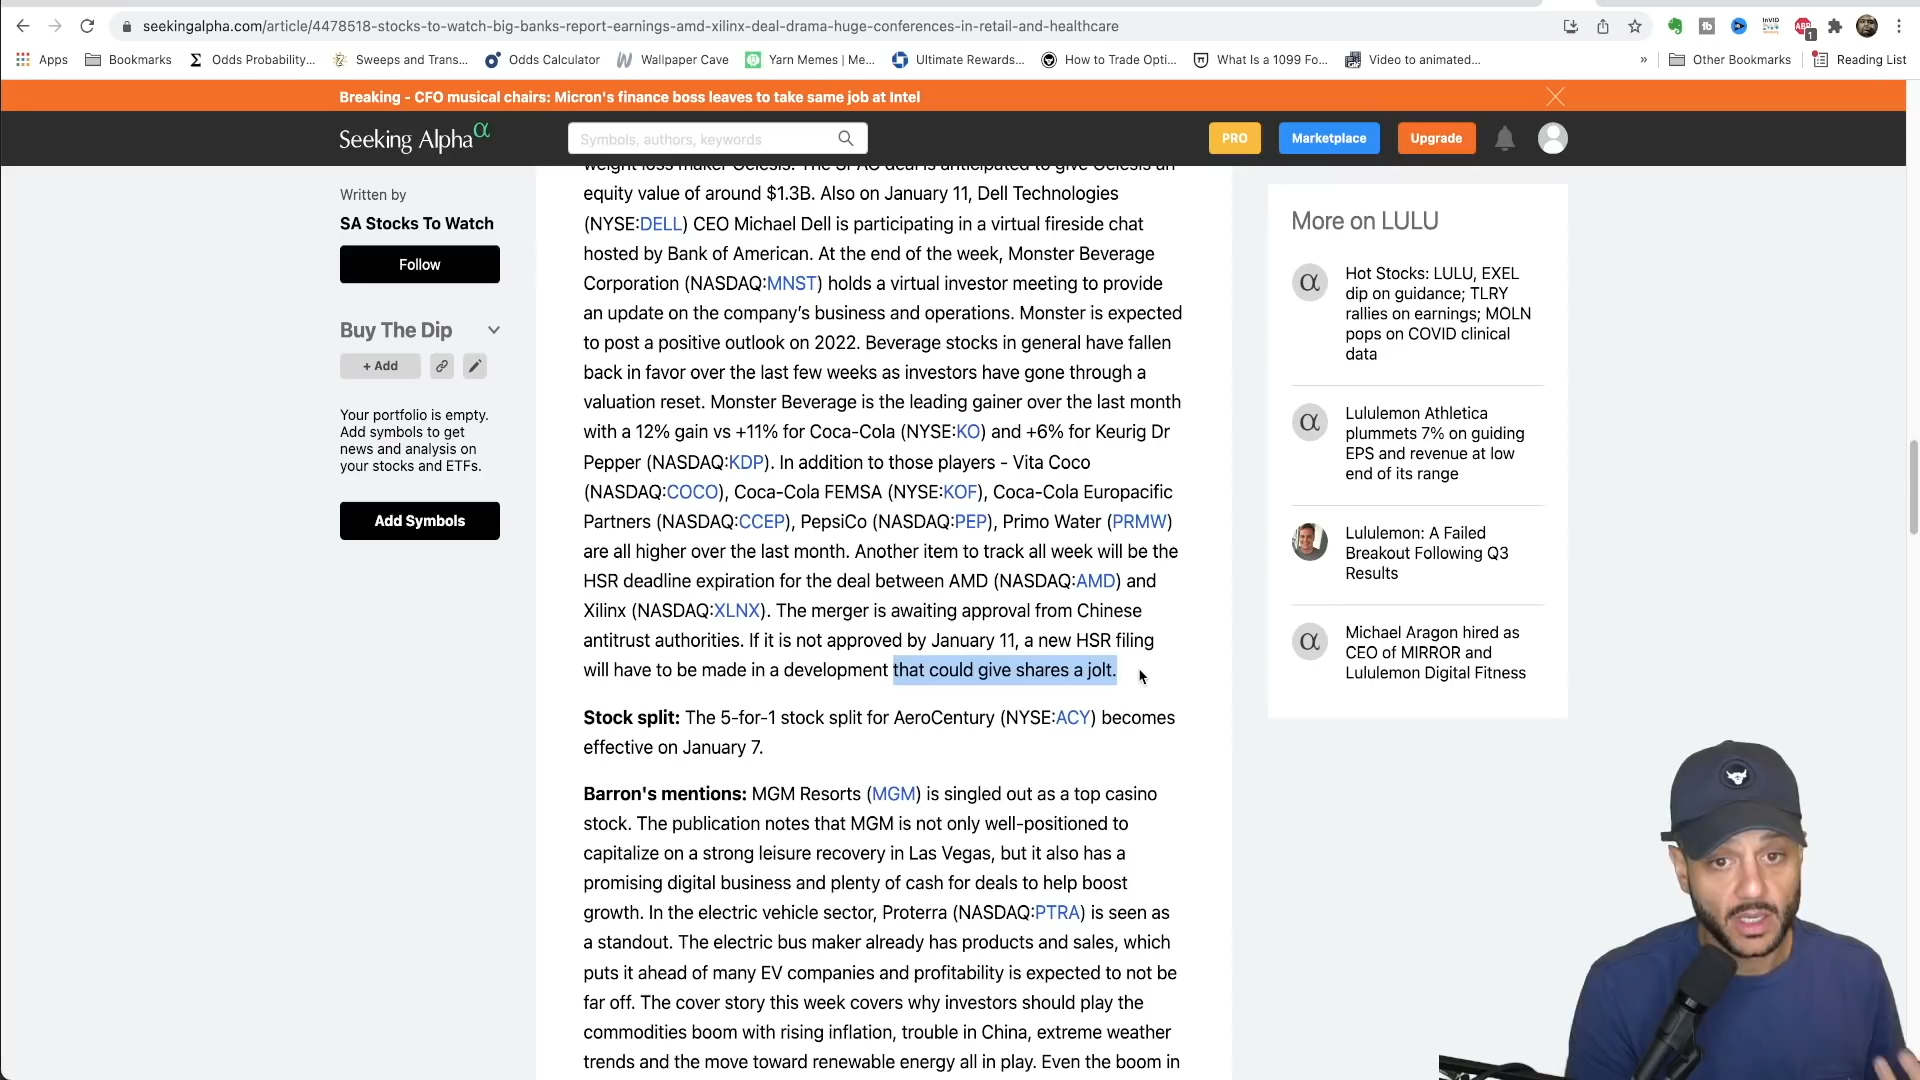 seekingalpha.com/article/4478518-stocks-to-watch-big-banks-report-earnings-amd-xilinx-deal-drama-huge-conferences-in-retail-and-healthcare
Apps Bookmarks Odds Probability... Sweeps and Trans... Odds Calculator Wallpaper Cave Yarn Memes | Me... Ultimate Rewards... How to Trade Opti... What Is a 1099 Fo... Video to animated... » Other Bookmarks Reading List
Breaking - CFO musical chairs: Micron's finance boss leaves to take same job at Intel
Seeking Alpha α
Symbols, authors, keywords
PRO
Marketplace
Upgrade
Written by
SA Stocks To Watch
Follow
Buy The Dip
+ Add
Your portfolio is empty.
Add symbols to get
news and analysis on
your stocks and ETFs.
Add Symbols
equity value of around $1.3B. Also on January 11, Dell Technologies
(NYSE:DELL) CEO Michael Dell is participating in a virtual fireside chat
hosted by Bank of American. At the end of the week, Monster Beverage
Corporation (NASDAQ:MNST) holds a virtual investor meeting to provide
an update on the company’s business and operations. Monster is expected
to post a positive outlook on 2022. Beverage stocks in general have fallen
back in favor over the last few weeks as investors have gone through a
valuation reset. Monster Beverage is the leading gainer over the last month
with a 12% gain vs +11% for Coca-Cola (NYSE:KO) and +6% for Keurig Dr
Pepper (NASDAQ:KDP). In addition to those players - Vita Coco
(NASDAQ:COCO), Coca-Cola FEMSA (NYSE:KOF), Coca-Cola Europacific
Partners (NASDAQ:CCEP), PepsiCo (NASDAQ:PEP), Primo Water (PRMW)
are all higher over the last month. Another item to track all week will be the
HSR deadline expiration for the deal between AMD (NASDAQ:AMD) and
Xilinx (NASDAQ:XLNX). The merger is awaiting approval from Chinese
antitrust authorities. If it is not approved by January 11, a new HSR filing
will have to be made in a development that could give shares a jolt.
Stock split: The 5-for-1 stock split for AeroCentury (NYSE:ACY) becomes
effective on January 7.
Barron's mentions: MGM Resorts (MGM) is singled out as a top casino
stock. The publication notes that MGM is not only well-positioned to
capitalize on a strong leisure recovery in Las Vegas, but it also has a
promising digital business and plenty of cash for deals to help boost
growth. In the electric vehicle sector, Proterra (NASDAQ:PTRA) is seen as
a standout. The electric bus maker already has products and sales, which
puts it ahead of many EV companies and profitability is expected to not be
far off. The cover story this week covers why investors should play the
commodities boom with rising inflation, trouble in China, extreme weather
trends and the move toward renewable energy all in play. Even the boom in
More on LULU
Hot Stocks: LULU, EXEL
dip on guidance; TLRY
rallies on earnings; MOLN
pops on COVID clinical
data
Lululemon Athletica
plummets 7% on guiding
EPS and revenue at low
end of its range
Lululemon: A Failed
Breakout Following Q3
Results
Michael Aragon hired as
CEO of MIRROR and
Lululemon Digital Fitness